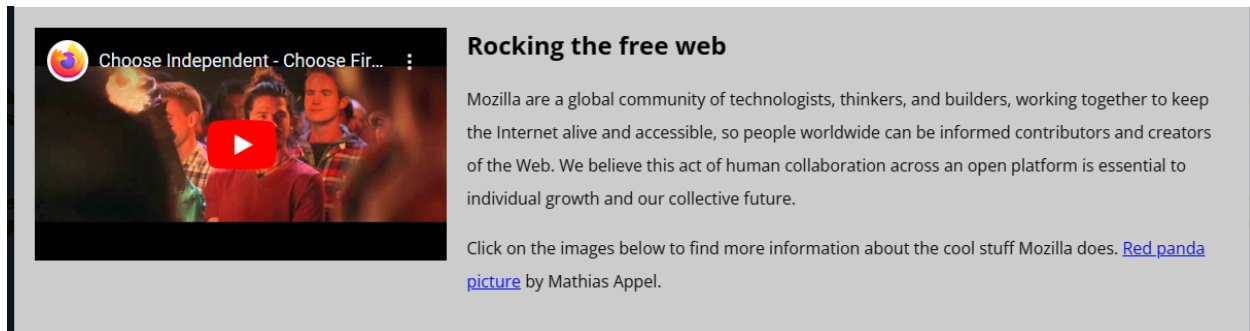 Choose Independent - Choose Fir...
Rocking the free web
Mozilla are a global community of technologists, thinkers, and builders, working together to keep
the Internet alive and accessible, so people worldwide can be informed contributors and creators
of the Web. We believe this act of human collaboration across an open platform is essential to
individual growth and our collective future.
Click on the images below to find more information about the cool stuff Mozilla does. Red panda
picture by Mathias Appel.